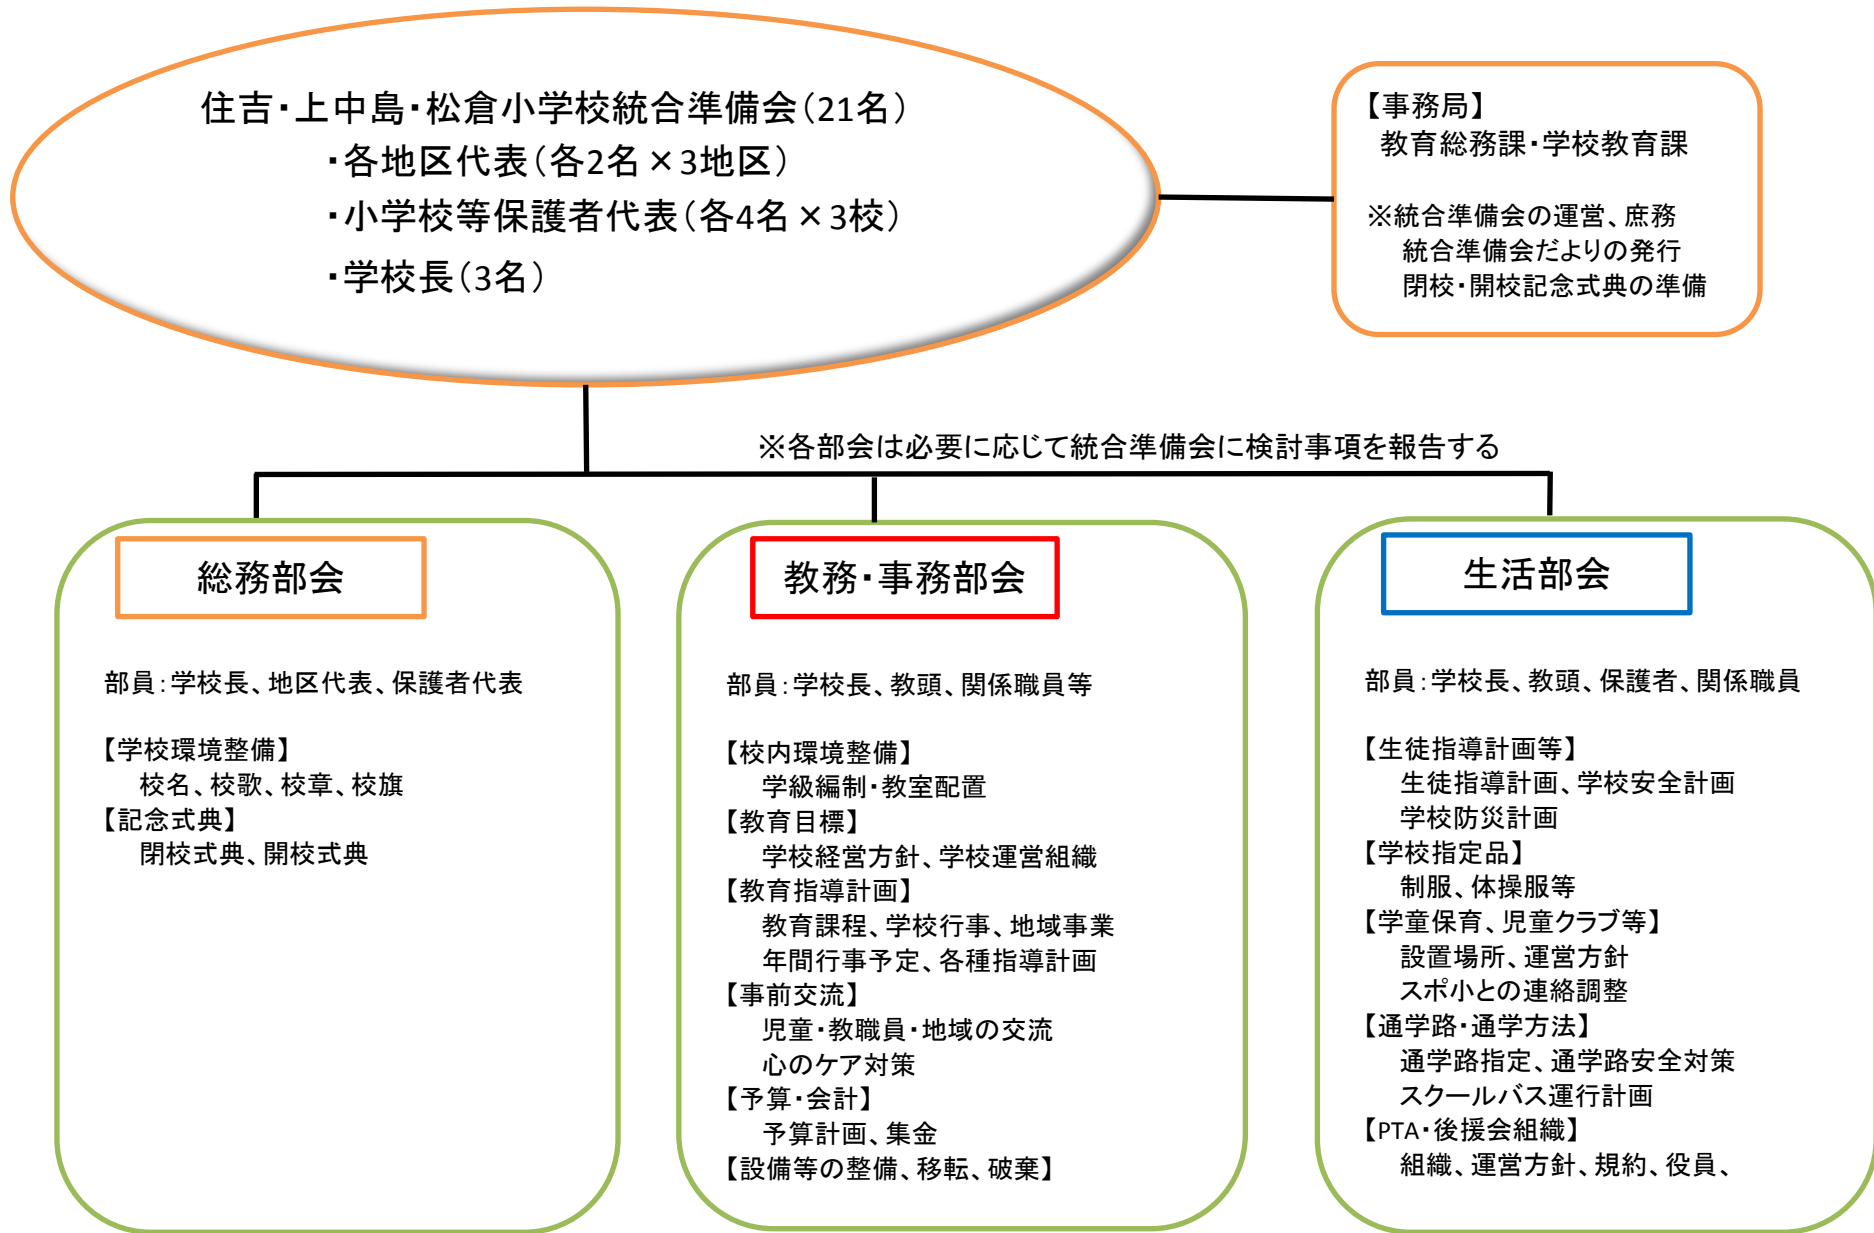 住吉・上中島・松倉小学校統合準備会（21名）
・各地区代表（各2名×3地区）
・小学校等保護者代表（各4名×3校）
・学校長（3名）
【事務局】
教育総務課・学校教育課
※統合準備会の運営、庶務
統合準備会だよりの発行
閉校・開校記念式典の準備
※各部会は必要に応じて統合準備会に検討事項を報告する
総務部会
部員：学校長、地区代表、保護者代表
【学校環境整備】
校名、校歌、校章、校旗
【記念式典】
閉校式典、開校式典
教務・事務部会
部員：学校長、教頭、関係職員等
【校内環境整備】
学級編制・教室配置
【教育目標】
学校経営方針、学校運営組織
【教育指導計画】
教育課程、学校行事、地域事業
年間行事予定、各種指導計画
【事前交流】
児童・教職員・地域の交流
心のケア対策
【予算・会計】
予算計画、集金
【設備等の整備、移転、破棄】
生活部会
部員：学校長、教頭、保護者、関係職員
【生徒指導計画等】
生徒指導計画、学校安全計画
学校防災計画
【学校指定品】
制服、体操服等
【学童保育、児童クラブ等】
設置場所、運営方針
スポ小との連絡調整
【通学路・通学方法】
通学路指定、通学路安全対策
スクールバス運行計画
【PTA・後援会組織】
組織、運営方針、規約、役員、